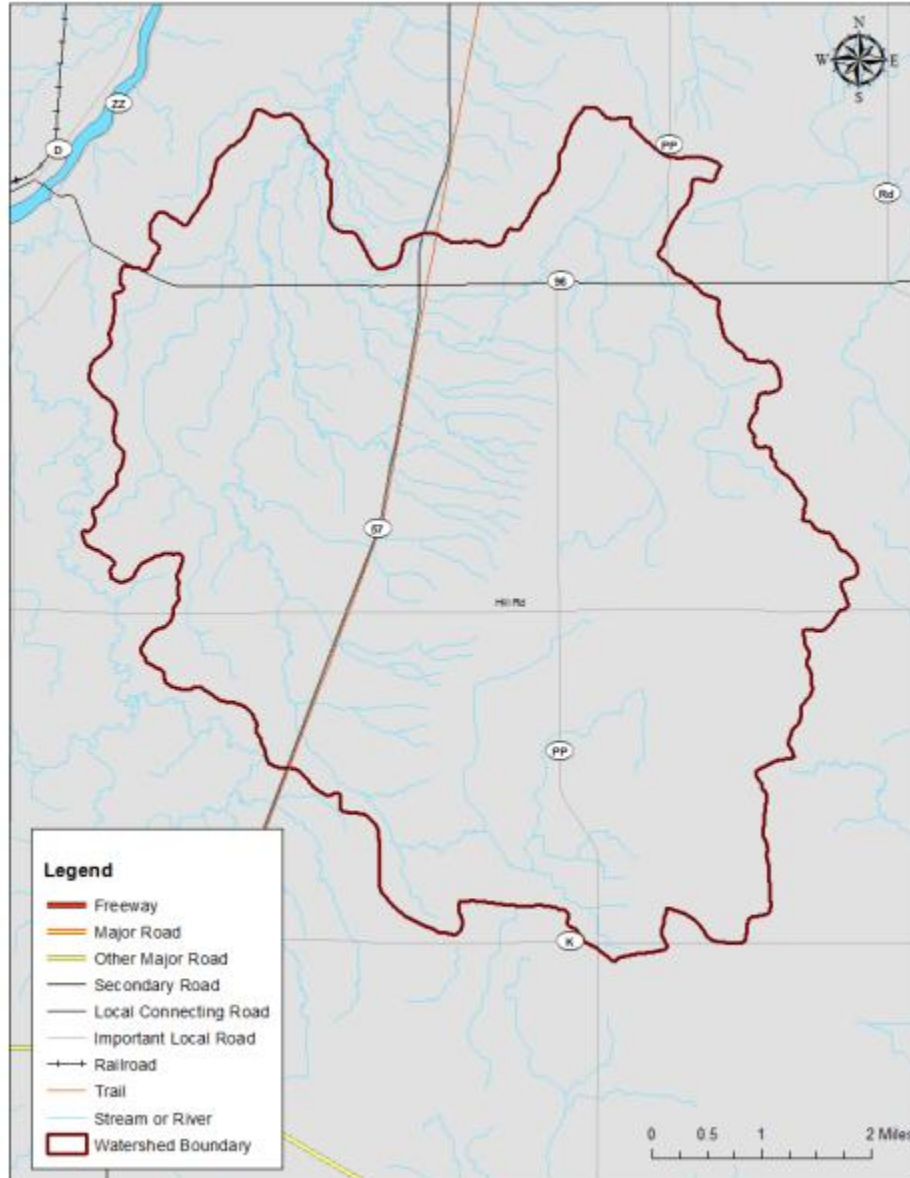 N
W E
S
ZZ
D
PP
Rd
96
57
Hill Rd
PP
K
Legend
Freeway
Major Road
Other Major Road
Secondary Road
Local Connecting Road
Important Local Road
Railroad
Trail
Stream or River
Watershed Boundary
0 0.5 1 2 Miles